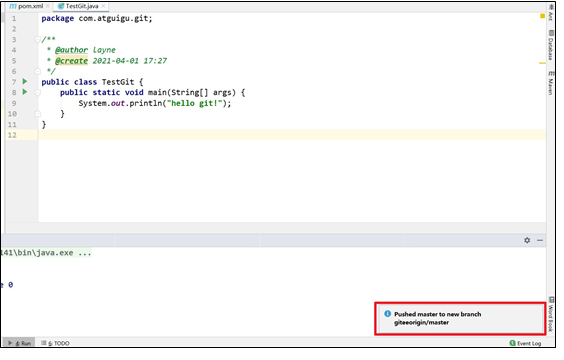 pom.xml
TestGit.java
1 package com.atguigu.git;
2
3 /**
4 * @author layne
5 * @create 2021-04-01 17:27
6 */
7 public class TestGit {
8 public static void main(String[] args) {
9 System.out.println("hello git!");
10 }
11 }
12
Ant
Database
Maven
141\bin\java.exe ...
e 0
Pushed master to new branch
giteeorigin/master
Word Book
4: Run
6: TODO
1 Event Log